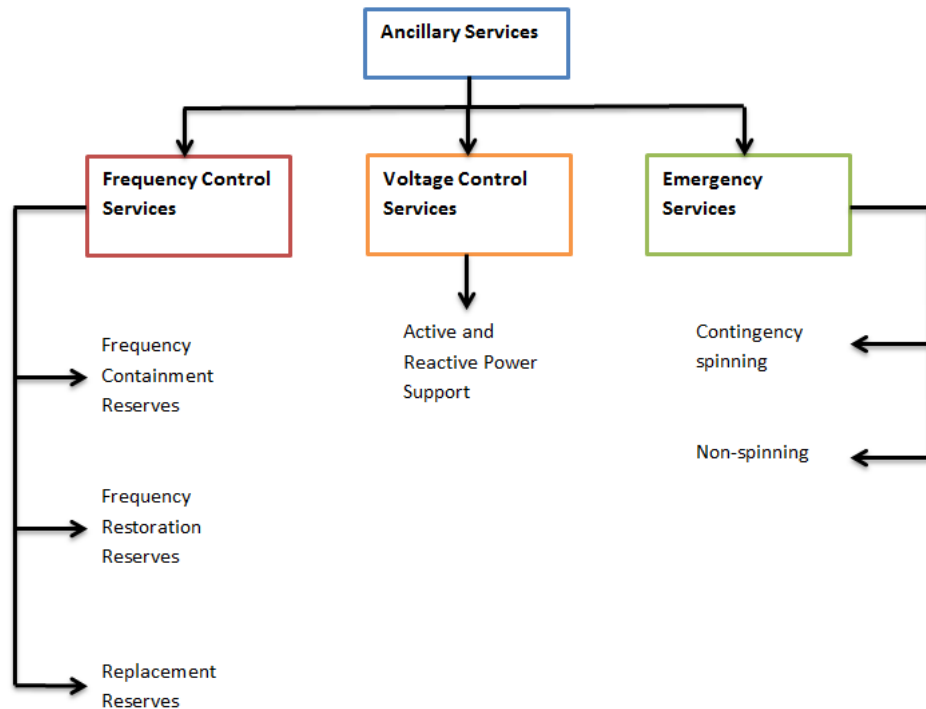 Ancillary Services
Frequency Control
Services
Voltage Control
Services
Emergency
Services
Frequency
Containment
Reserves
Frequency
Restoration
Reserves
Replacement
Reserves
Active and
Reactive Power
Support
Contingency
spinning
Non-spinning